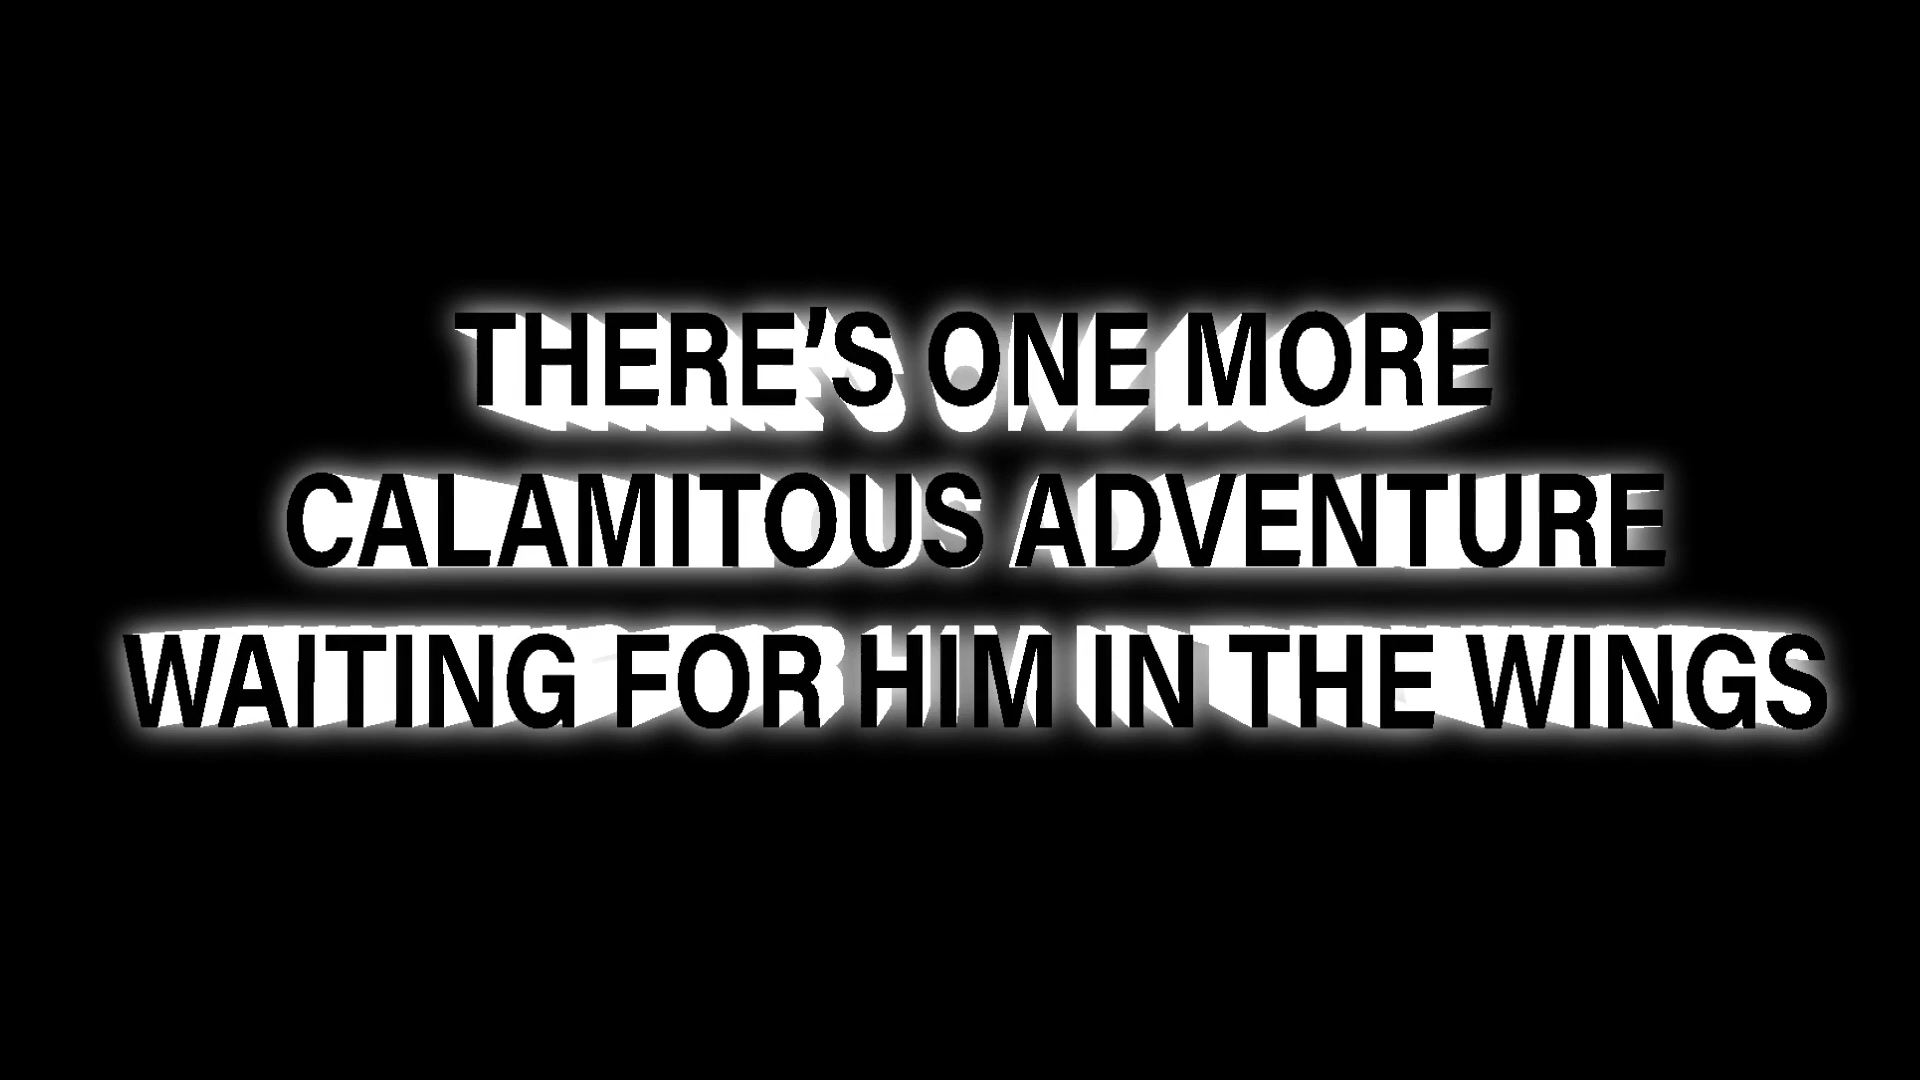 THERE’S ONE MORE
CALAMITOUS ADVENTURE
WAITING FOR HIM IN THE WINGS